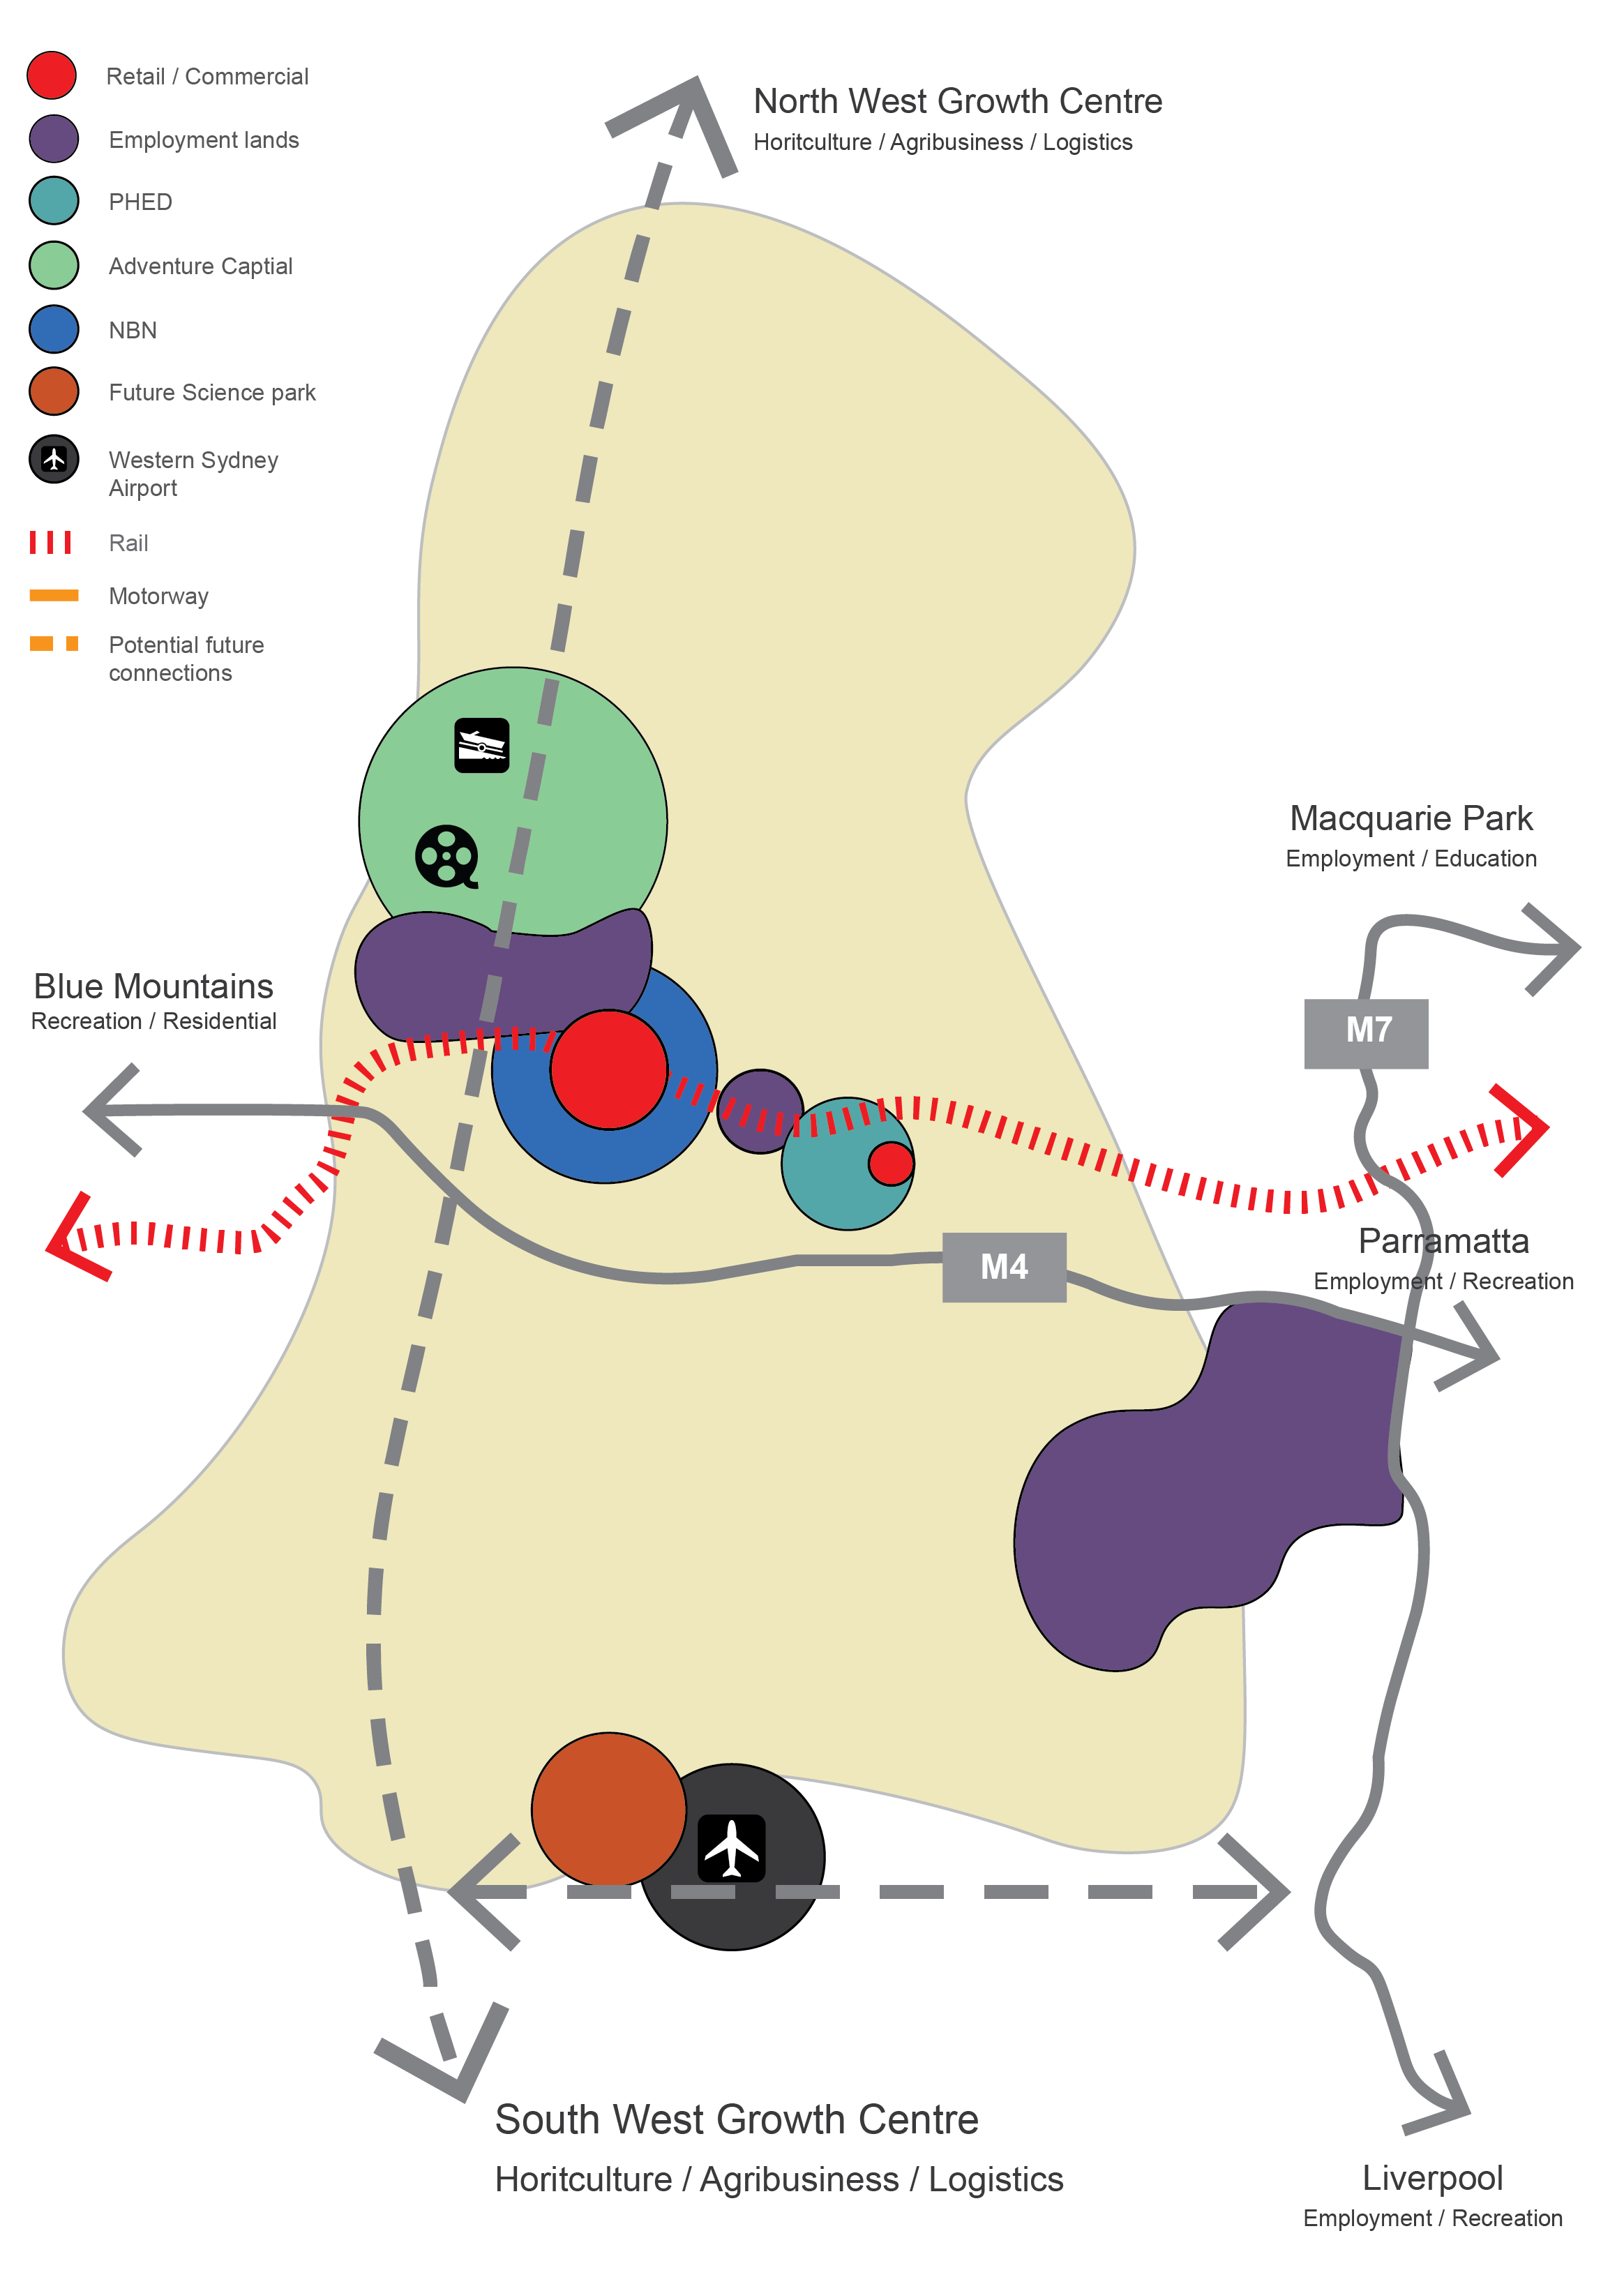 Retail / Commercial
Employment lands
PHED
Adventure Captial
NBN
Future Science park
Western Sydney
Airport
Rail
Motorway
Potential future
connections
North West Growth Centre
Horitculture / Agribusiness / Logistics
Macquarie Park
Employment / Education
Blue Mountains
Recreation / Residential
M7
Parramatta
Employment / Recreation
M4
South West Growth Centre
Horitculture / Agribusiness / Logistics
Liverpool
Employment / Recreation